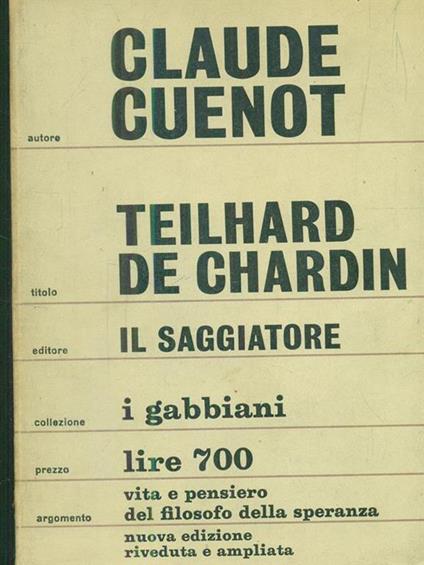 CLAUDE
autore CUENOT
TEILHARD
titolo DE CHARDIN
editore IL SAGGIATORE
collezione i gabbiani
prezzo lire 700
vita e pensiero
argomento del filosofo della speranza
nuova edizione
riveduta e ampliata